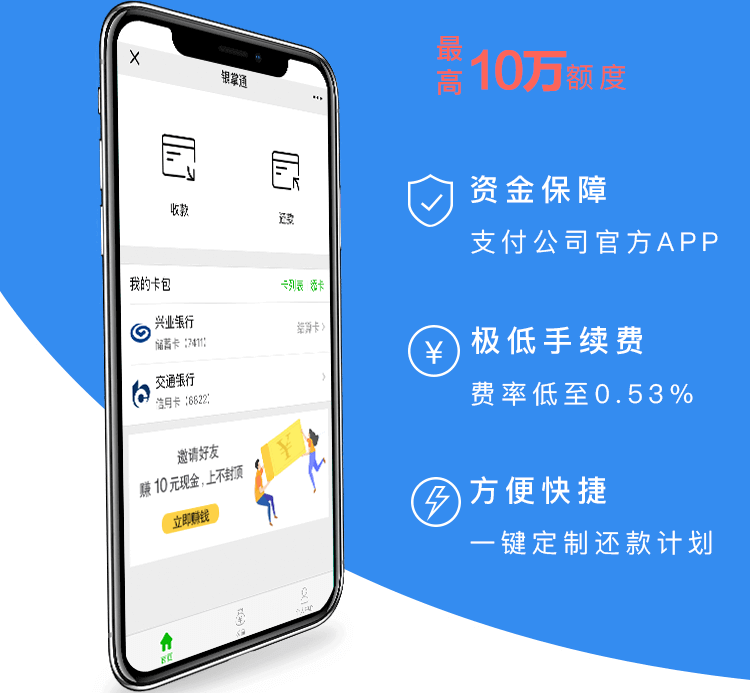 最高
10万额度
资金保障
支付公司官方APP
极低手续费
费率低至0.53%
方便快捷
一键定制还款计划
银掌通
收款
还款
我的卡包
卡列表 添卡
兴业银行
储蓄卡 (7411)
结算卡
交通银行
信用卡 (6622)
邀请好友
赚 10 元现金，上不封顶
立即赚钱